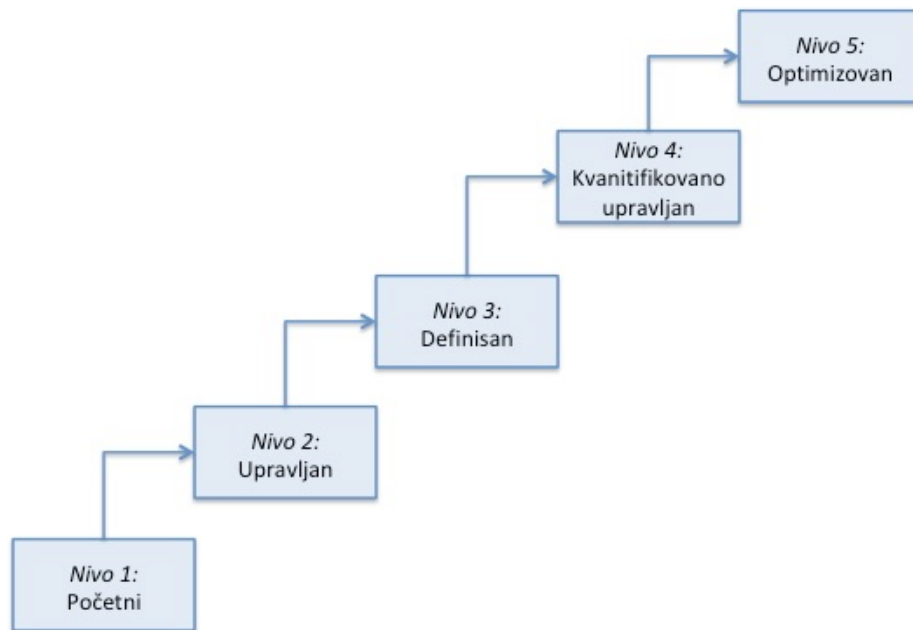 Nivo 5:
Optimizovan
Nivo 4:
Kvanitifikovano
upravljan
Nivo 3:
Definisan
Nivo 2:
Upravljan
Nivo 1:
Početni